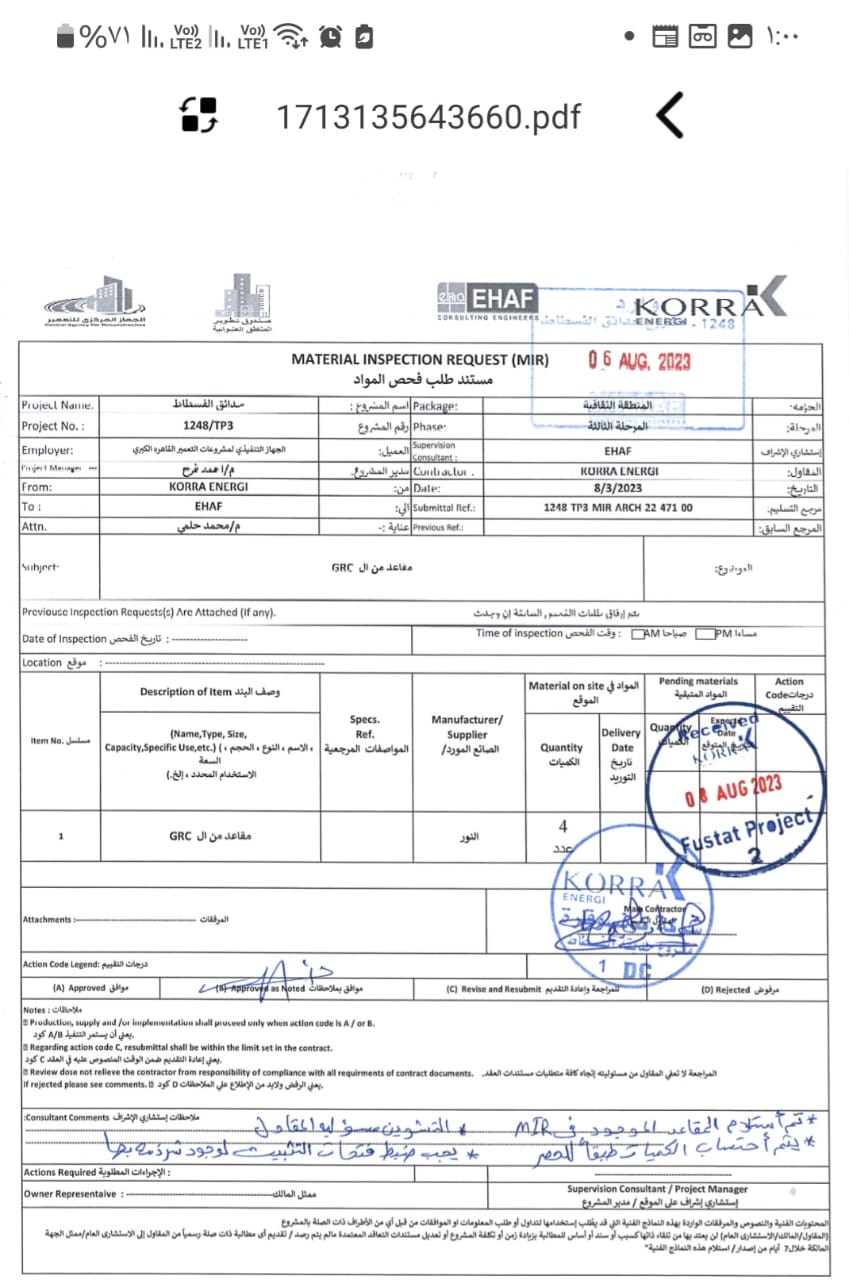 %٧١ Vo)) LTE2 Vo)) LTE1 ١:٠٠
1713135643660.pdf
الجهاز المركزى للتعمير
Central Agency For Reconstruction
صندوق تطوير
المناطق العشوائية
EHAF
CONSULTING ENGINEERS
KORRA
ENERGI
حدائق الفسطاط - 1248
MATERIAL INSPECTION REQUEST (MIR)
مستند طلب فحص المواد
06 AUG. 2023
Project Name: حدائق الفسطاط اسم المشروع : Package: المنطقة الثقافية الحزمه:
Project No. : 1248/TP3 رقم المشروع Phase: المرحلة الثالثة المرحلة:
Employer: الجهاز التنفيذي لمشروعات التعمير القاهره الكبري العميل: Supervision Consultant : EHAF إستشاري الإشراف
Project Manager م/احمد فرج مدير المشروع. Contractor . KORRA ENERGI المقاول:
From: KORRA ENERGI من: Date: 8/3/2023 التاريخ:
To : EHAF الي: Submittal Ref.: 1248 TP3 MIR ARCH 22 471 00 مرجع التسليم:
Attn. م/محمد حلمي عناية :- Previous Ref.: المرجع السابق:
Subject: مقاعد من ال GRC الموضوع:
Previouse Inspection Requests(s) Are Attached (If any). يتم إرفاق طلبات الفحص السابقة إن وجدت
Date of Inspection تاريخ الفحص : Time of inspection وقت الفحص : AM صباحا PM مساءا
Location موقع :
Item No. مسلسل
Description of Item وصف البند
(Name,Type, Size, Capacity,Specific Use,etc.) ( الاسم ، النوع ، الحجم ، السعة ، الاستخدام المحدد ، إلخ.)
Specs. Ref. المواصفات المرجعية
Manufacturer/ Supplier الصانع المورد/
Material on site المواد في الموقع
Quantity الكميات
Delivery Date تاريخ التوريد
Pending materials المواد المتبقية
Quantity الكميات
Date
Action Code درجات التقييم
Received
KORRA
08 AUG 2023
Fustat Project
2
1 مقاعد من ال GRC النور 4 عدد
KORRA
ENERGI
Attachments : المرفقات
Main Contractor
1 DC
Action Code Legend: درجات التقييم
(A) Approved موافق (B) Approved as Noted موافق بملاحظات (C) Revise and Resubmit للمراجعة وإعادة التقديم (D) Rejected مرفوض
Notes : ملاحظات
Production, supply and /or implementation shall proceed only when action code is A / or B.
يعني أن يستمر التنفيذ A/B كود.
Regarding action code C, resubmittal shall be within the limit set in the contract.
يعني إعادة التقديم ضمن الوقت المنصوص عليه في العقد C كود.
Review dose not relieve the contractor from responsibility of compliance with all requirments of contract documents. المراجعة لا تعفي المقاول من مسئوليته إتجاه كافة متطلبات مستندات العقد.
If rejected please see comments. يعني الرفض ولابد من الإطلاع علي الملاحظات D كود.
:Consultant Comments ملاحظات إستشاري الإشراف
* تم أستلام المقاعد الموجود فى MIR * التشوين مسئولية المقاول
* يتم أحتساب الكميات طبقاً للحصر * يجب ضبط فتحات التثبيت لوجود شرخ بها
Actions Required الإجراءات المطلوبة :
Owner Representaive : ممثل المالك
Supervision Consultant / Project Manager
إستشاري إشراف على الموقع / مدير المشروع
المحتويات الفنية والنصوص والمرفقات الواردة بهذه النماذج الفنية التي قد يطلب إستخدامها لتداول أو طلب المعلومات او الموافقات من قبل أي من الأطراف ذات الصلة بالمشروع
(المقاول/المالك/الاستشاري العام) لن يعتد بها من تلقاء ذاتها كسبب أو سند أو أساس للمطالبة بزيادة زمن أو تكلفة المشروع أو تعديل مستندات التعاقد المعتمدة مالم يتم رصد / تقديم أى مطالبة ذات صلة رسمياً من المقاول إلى الاستشارى العام/ممثل الجهة
المالكة خلال 7 أيام من إصدار/ إستلام هذه النماذج الفنية"